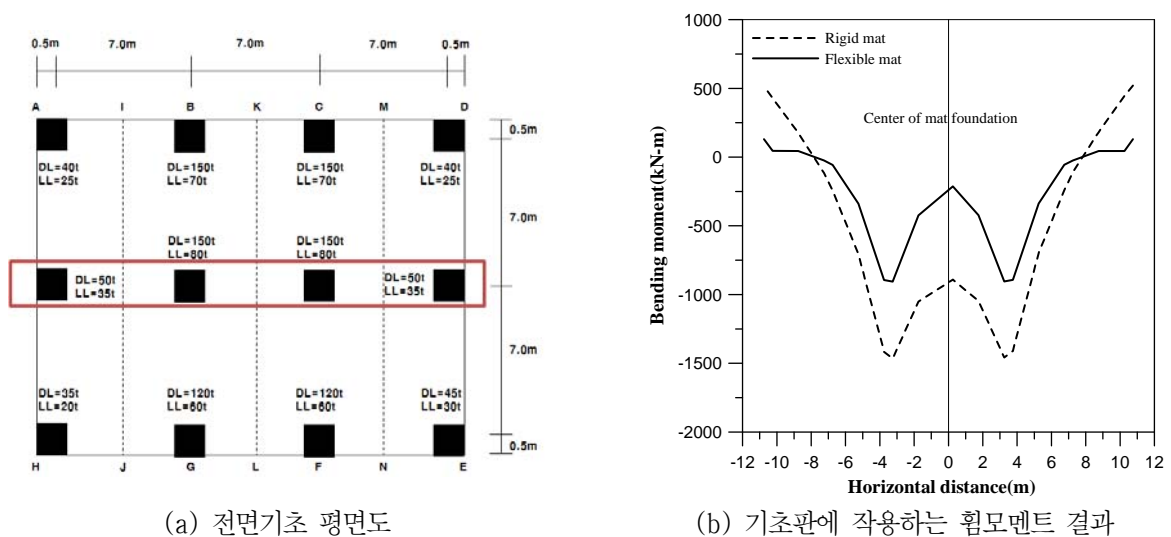 0.5m 7.0m 7.0m 7.0m 0.5m
A I B K C M D
0.5m
DL=40t DL=150t DL=150t DL=40t
LL=25t LL=70t LL=70t LL=25t
7.0m
DL=150t DL=150t
LL=80t LL=80t
DL=50t DL=50t
LL=35t LL=35t
7.0m
DL=35t DL=120t DL=120t DL=45t
LL=20t LL=60t LL=60t LL=30t
0.5m
H J G L F N E
(a) 전면기초 평면도
1000
500
0
-500
-1000
-1500
-2000
Bending moment(kN-m)
Rigid mat
Flexible mat
Center of mat foundation
-12 -10 -8 -6 -4 -2 0 2 4 6 8 10 12
Horizontal distance(m)
(b) 기초판에 작용하는 휨모멘트 결과